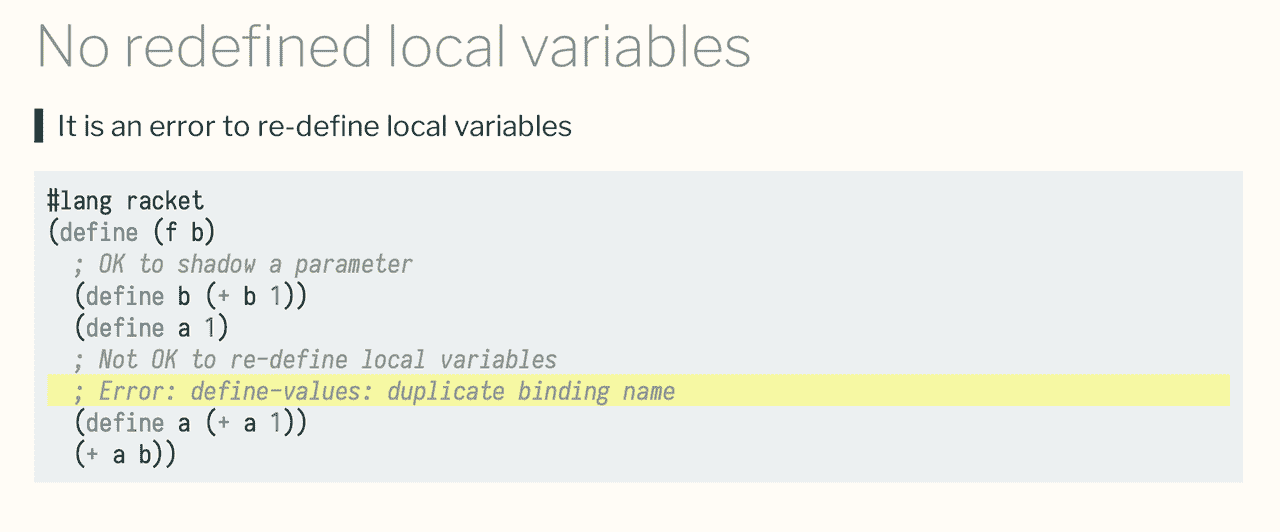 No redefined local variables
It is an error to re-define local variables
#lang racket
(define (f b)
  ; OK to shadow a parameter
  (define b (+ b 1))
  (define a 1)
  ; Not OK to re-define local variables
  ; Error: define-values: duplicate binding name
  (define a (+ a 1))
  (+ a b))